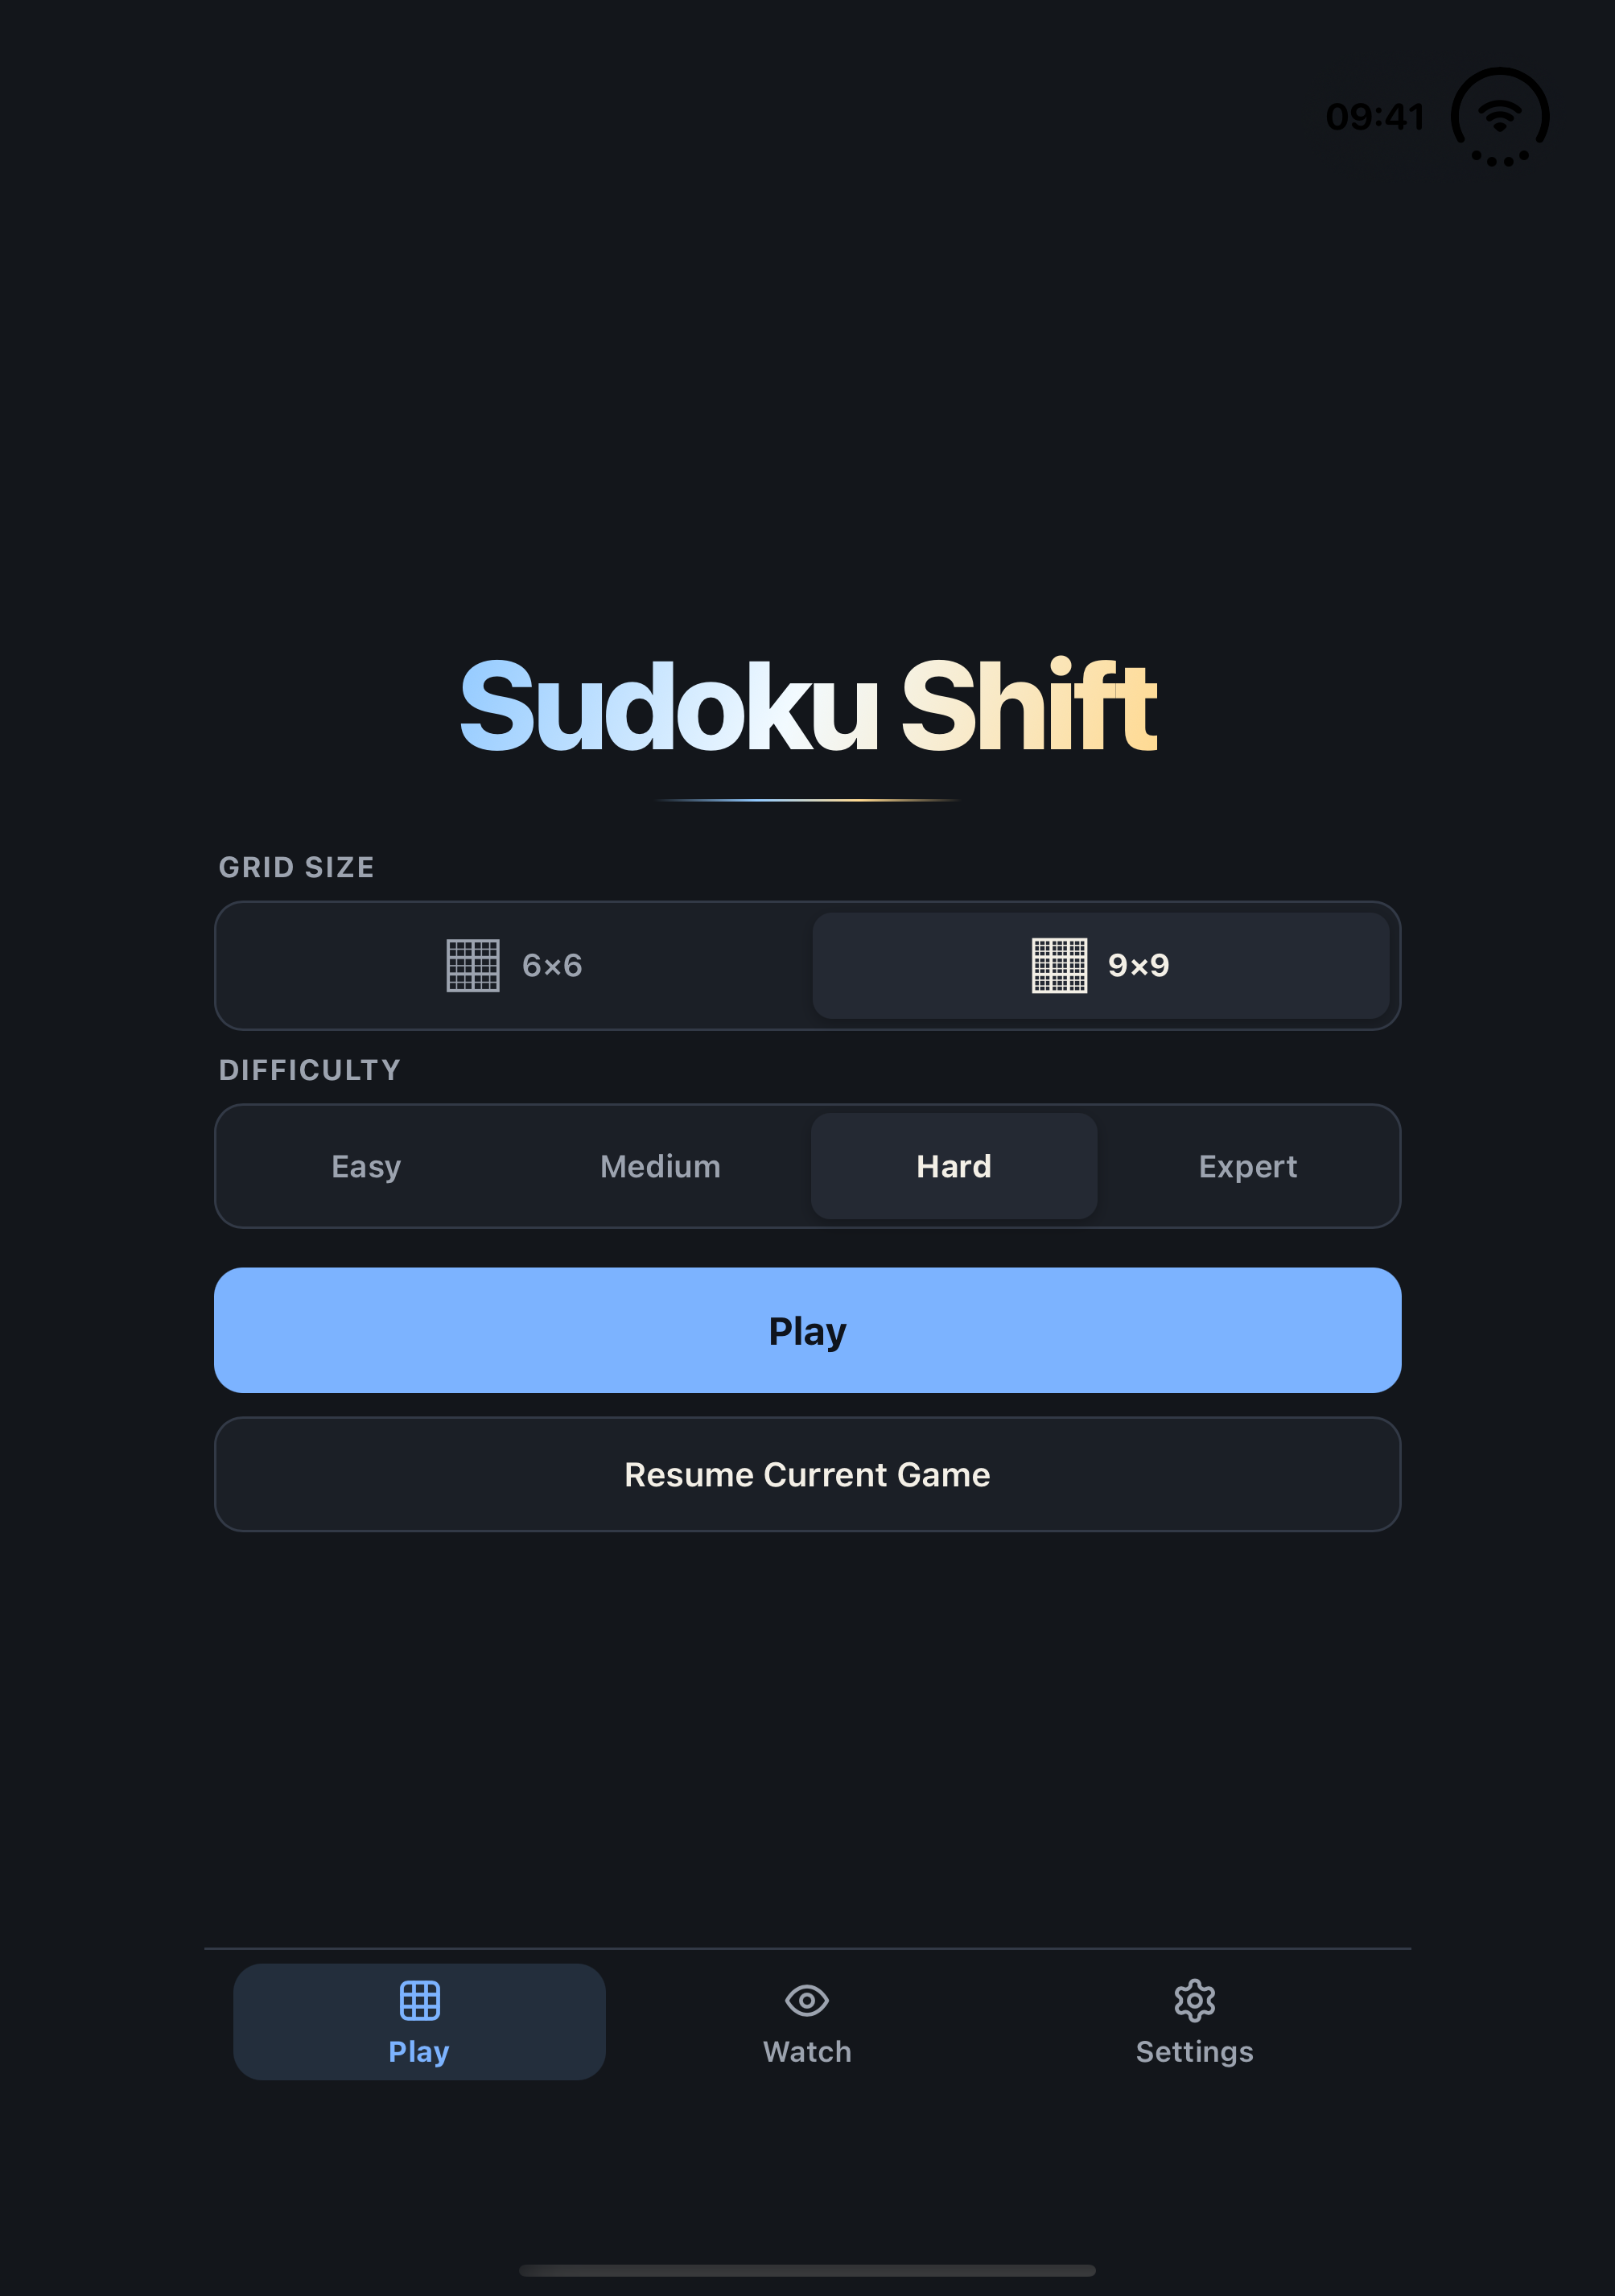 09:41
Sudoku Shift
GRID SIZE
6×6 9×9
DIFFICULTY
Easy Medium Hard Expert
Play
Resume Current Game
Play Watch Settings